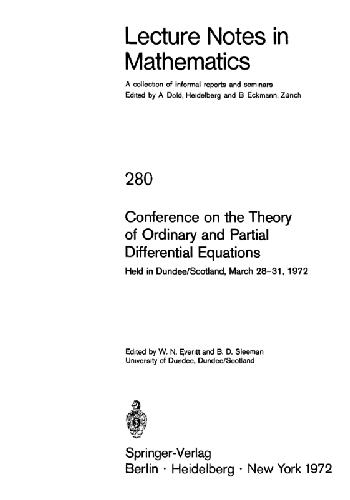 Lecture Notes in
Mathematics
A collection of informal reports and seminars
Edited by A. Dold, Heidelberg and B. Eckmann, Zürich
280
Conference on the Theory
of Ordinary and Partial
Differential Equations
Held in Dundee/Scotland, March 28–31, 1972
Edited by W. N. Everitt and B. D. Sleeman
University of Dundee, Dundee/Scotland
Springer-Verlag
Berlin · Heidelberg · New York 1972